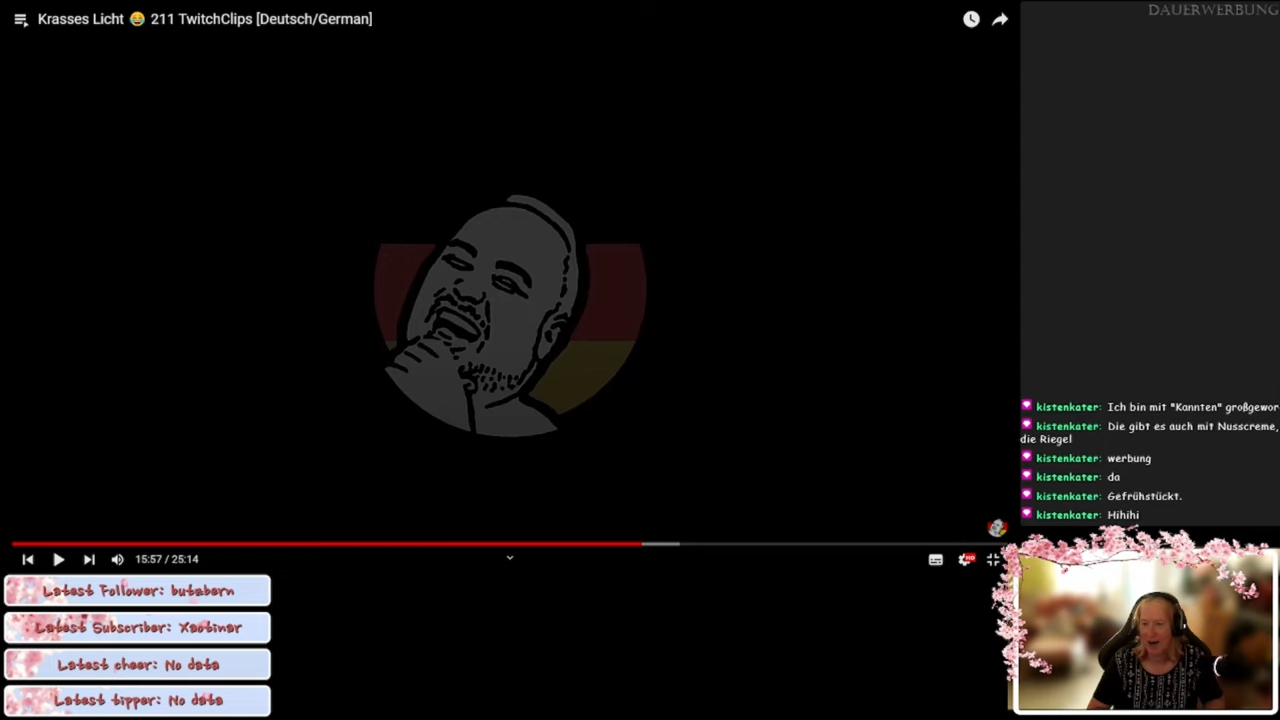 Krasses Licht 😂 211 TwitchClips [Deutsch/German]
DAUERWERBUNG
kistenkater: Ich bin mit "Kannten" großgewor
kistenkater: Die gibt es auch mit Nusscreme,
die Riegel
kistenkater: werbung
kistenkater: da
kistenkater: Gefrühstückt.
kistenkater: Hihihi
15:57 / 25:14
HD
Latest Follower: butabern
Latest Subscriber: Xaotinar
Latest cheer: No data
Latest tipper: No data